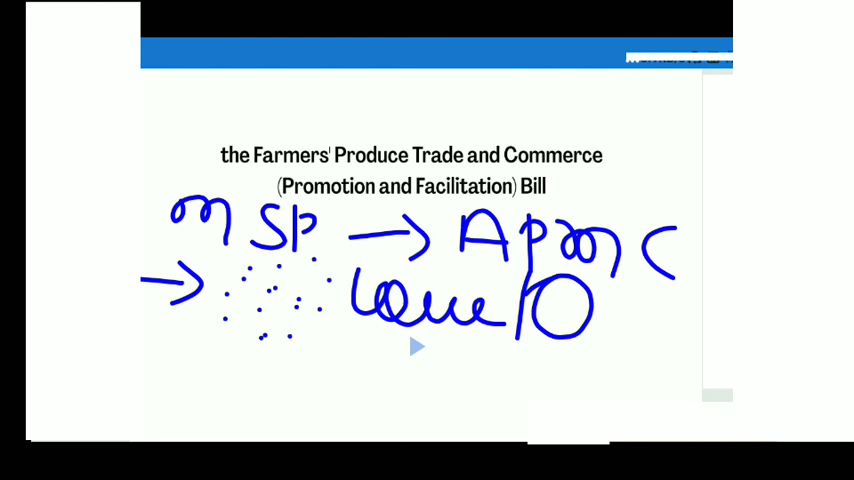 the Farmers' Produce Trade and Commerce
(Promotion and Facilitation) Bill
MSP → APMC
→